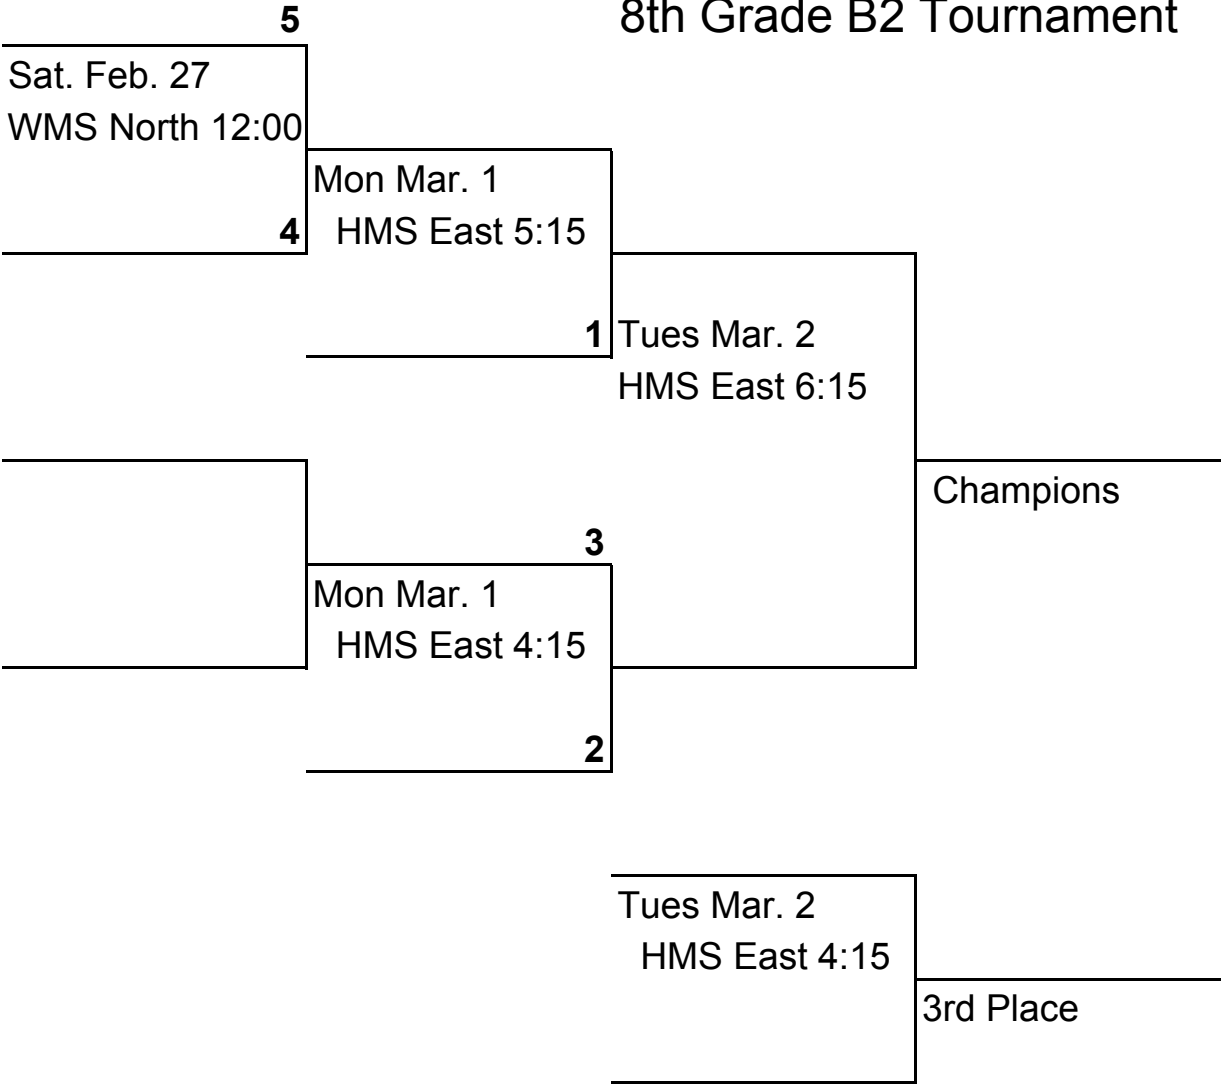 8th Grade B2 Tournament
5
Sat. Feb. 27
WMS North 12:00
4
Mon Mar. 1
HMS East 5:15
1
Tues Mar. 2
HMS East 6:15
Champions
3
Mon Mar. 1
HMS East 4:15
2
Tues Mar. 2
HMS East 4:15
3rd Place